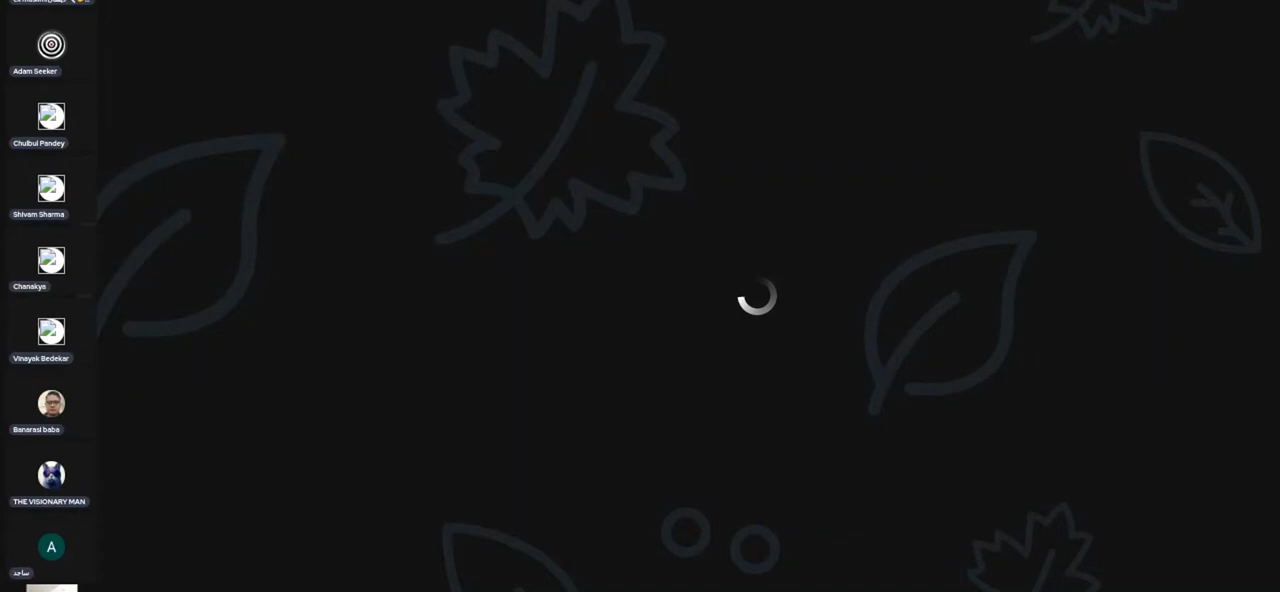 Adam Seeker
Chulbul Pandey
Shivam Sharma
Chanakya
Vinayak Bedekar
Banarasi baba
THE VISIONARY MAN
A
ساجد